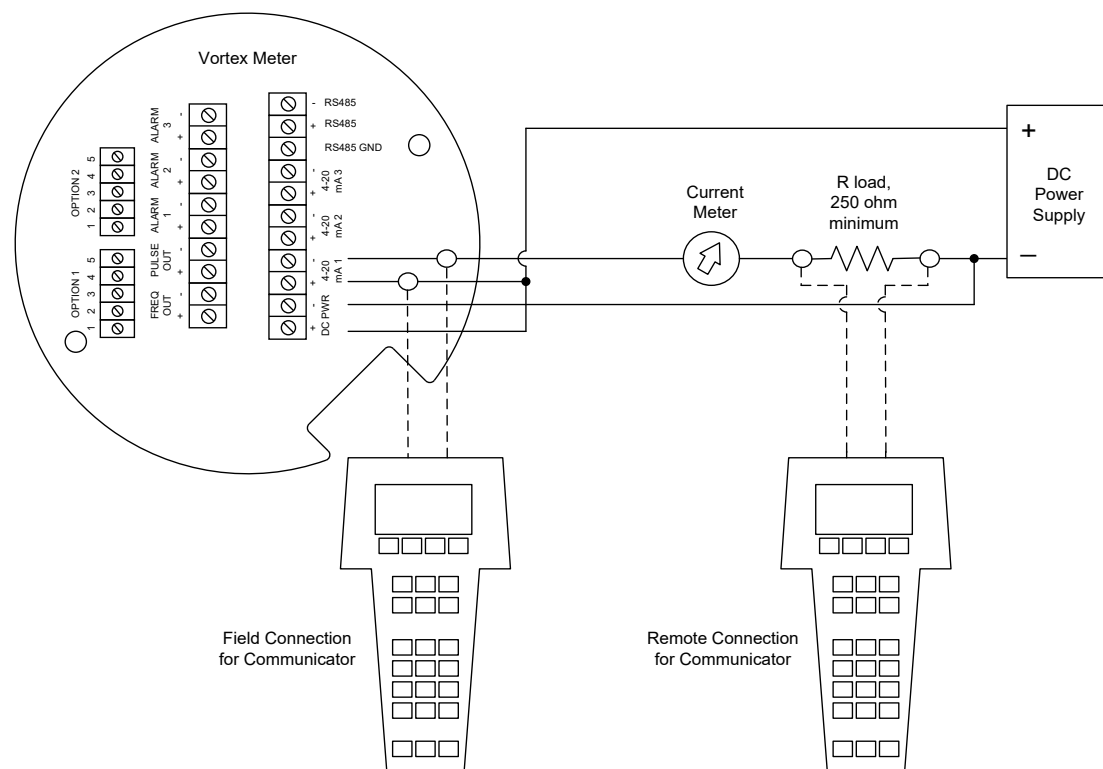 Vortex Meter
- RS485
+ RS485
RS485 GND
- 4-20
+ mA 3
- 4-20
+ mA 2
- 4-20
+ mA 1
- DC PWR
+
- ALARM
+ 3
- ALARM
+ 2
- ALARM
+ 1
- PULSE
+ OUT
- FREQ
+ OUT
OPTION 2
5
4
3
2
1
OPTION 1
5
4
3
2
1
Current
Meter
R load,
250 ohm
minimum
+
DC
Power
Supply
−
Field Connection
for Communicator
Remote Connection
for Communicator